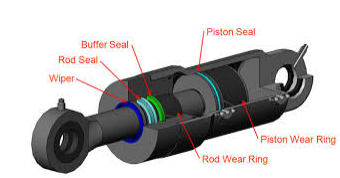 Piston Seal
Buffer Seal
Rod Seal
Wiper
Piston Wear Ring
Rod Wear Ring